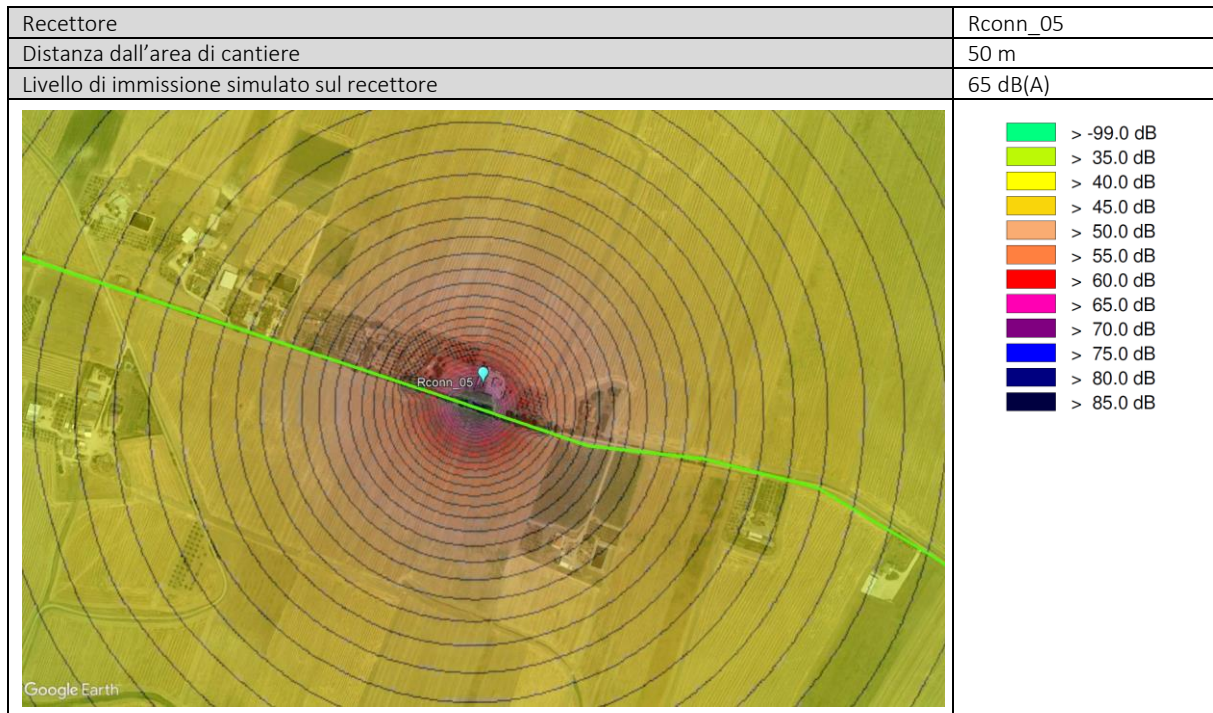 Recettore Rconn_05
Distanza dall’area di cantiere 50 m
Livello di immissione simulato sul recettore 65 dB(A)
Rconn_05
Google Earth
> -99.0 dB
> 35.0 dB
> 40.0 dB
> 45.0 dB
> 50.0 dB
> 55.0 dB
> 60.0 dB
> 65.0 dB
> 70.0 dB
> 75.0 dB
> 80.0 dB
> 85.0 dB